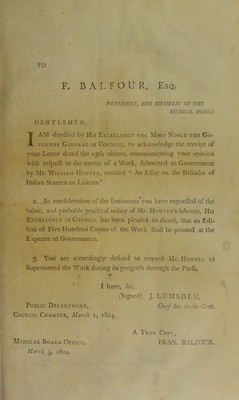 TO
F. BALFOUR, Esq.
PRESIDENT, AND MEMBERS OF THE
MEDICAL BOARD.
GENTLEMEN,
I AM directed by His Excellency the Most Noble the Go-
vernor General in Council, to acknowledge the receipt of
your Letter dated the 13th ultimo, communicating your opinion
with respect to the merits of a Work, submitted to Government
by Mr. William Hunter, entitled "An Essay on the Diseases of
Indian Seamen or Lascars."
2. In consideration of the sentiments you have expressed of the
value, and probable practical utility of Mr. Hunter's labours, His
Excellency in Council has been pleased to direct, that an Edi-
tion of Five Hundred Copies of the Work shall be printed at the
Expence of Government.
3. You are accordingly desired to request Mr. Hunter to
Superintend the Work during its progress through the Press.
I have, &c.
(Signed) J. LUMSDEN,
Public Department, Chief Sec. to the Govt.
Council Chamber, March 1, 1804.
A True Copy,
Medical Board Office, FRAN. BALFOUR.
March 5, 1804.